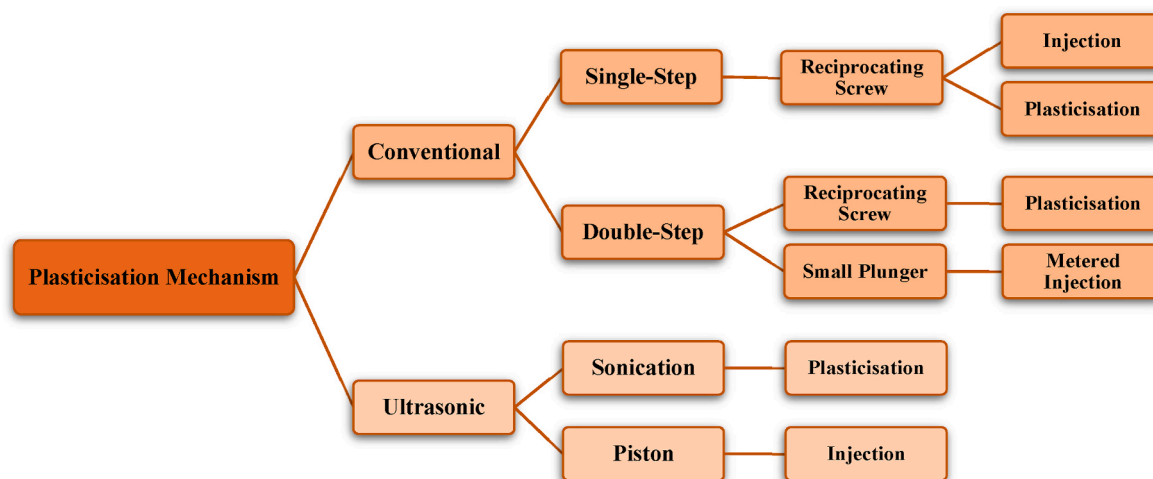 Plasticisation Mechanism
Conventional
Single-Step
Reciprocating
Screw
Injection
Plasticisation
Double-Step
Reciprocating
Screw
Plasticisation
Small Plunger
Metered
Injection
Ultrasonic
Sonication
Plasticisation
Piston
Injection